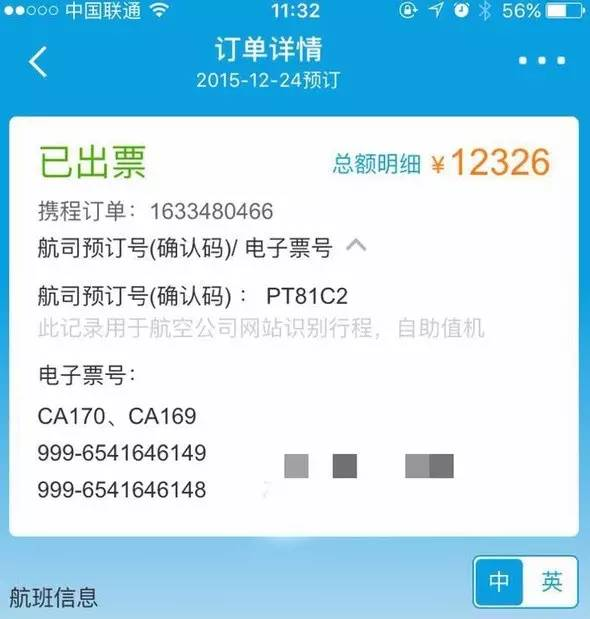 中国联通 11:32 56%
订单详情
2015-12-24预订
已出票 总额明细 ¥12326
携程订单：1633480466
航司预订号(确认码)/ 电子票号
航司预订号(确认码)： PT81C2
此记录用于航空公司网站识别行程，自助值机
电子票号：
CA170、CA169
999-6541646149
999-6541646148
航班信息 中 英